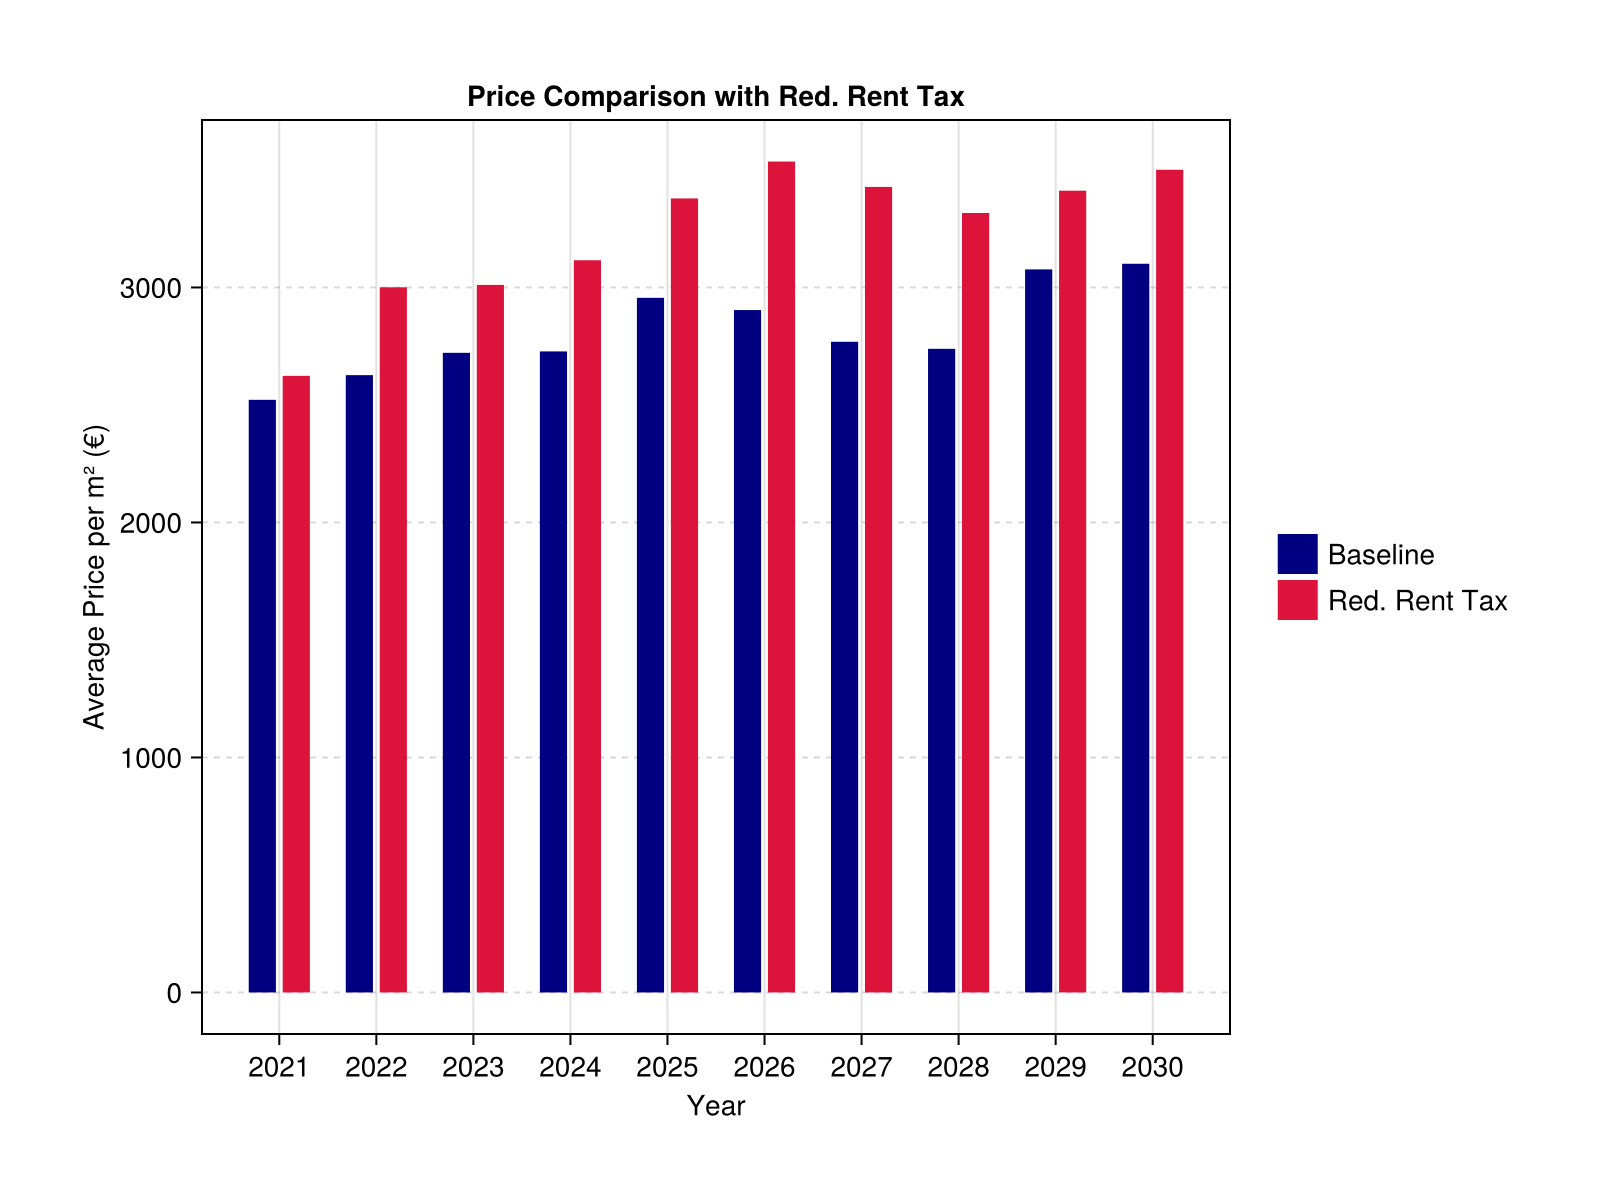 Price Comparison with Red. Rent Tax
Average Price per m² (€)
3000
2000
1000
0
2021 2022 2023 2024 2025 2026 2027 2028 2029 2030
Year
Baseline
Red. Rent Tax